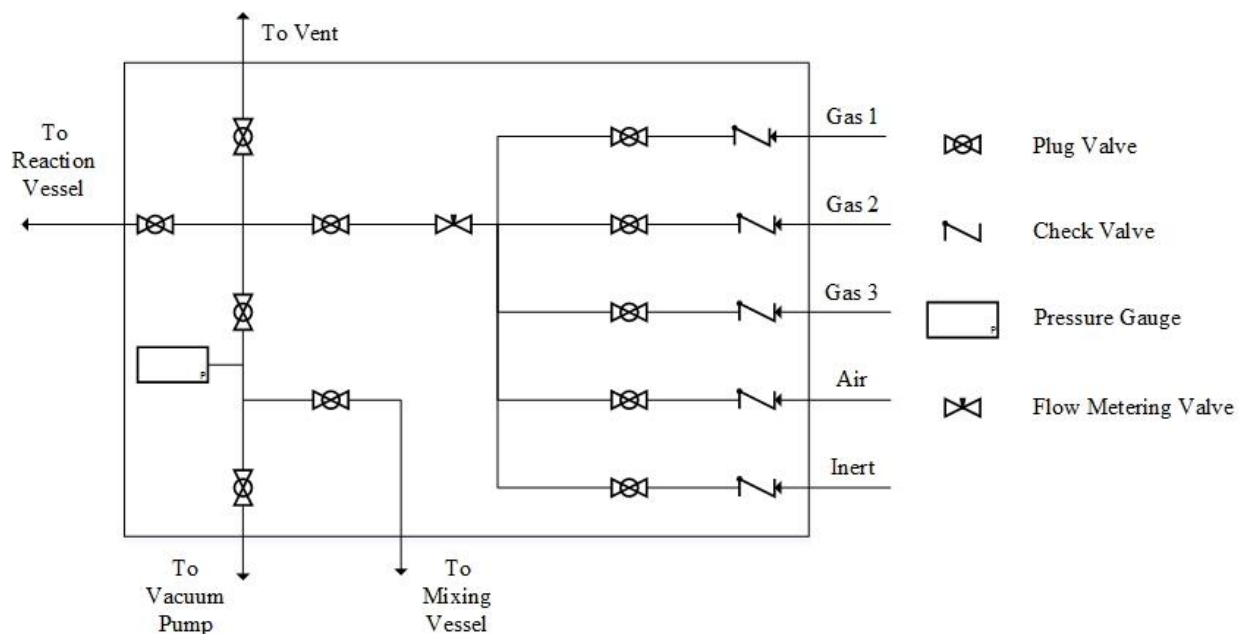 To Vent
To
Reaction
Vessel
Gas 1
Gas 2
Gas 3
Air
Inert
P
To
Vacuum
Pump
To
Mixing
Vessel
Plug Valve
Check Valve
P
Pressure Gauge
Flow Metering Valve